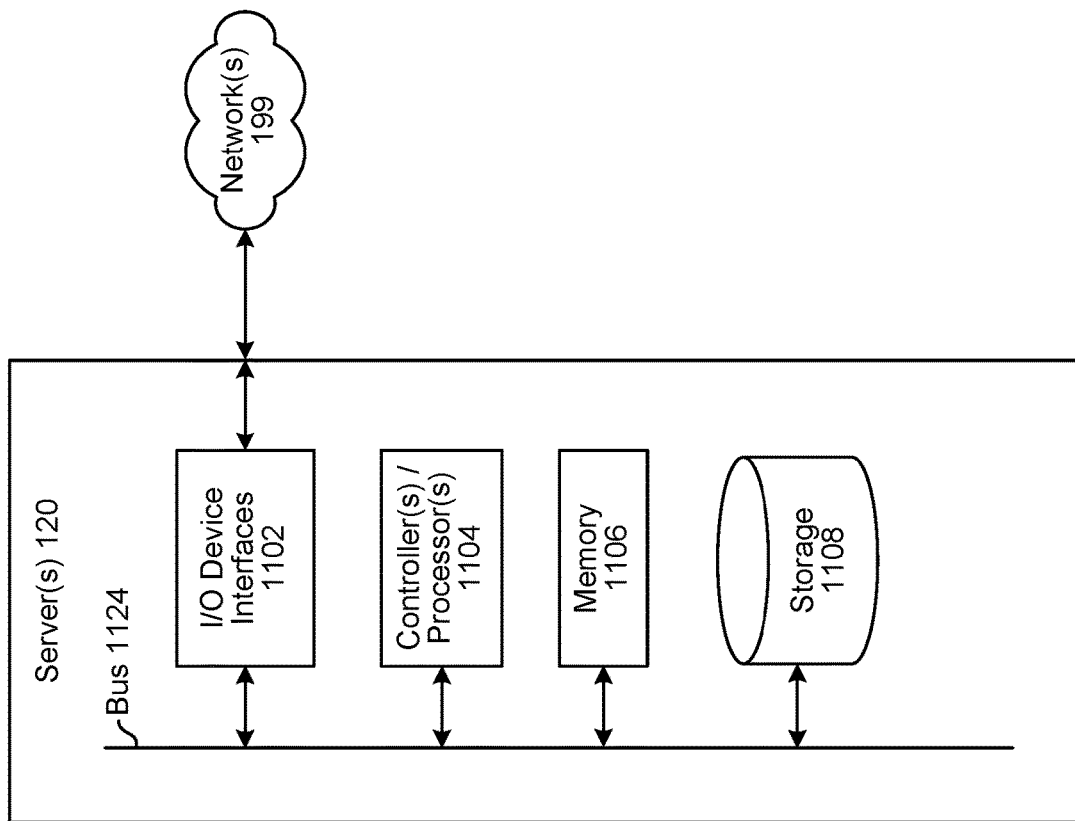 Server(s) 120
Bus 1124
I/O Device
Interfaces
1102
Controller(s) /
Processor(s)
1104
Memory
1106
Storage
1108
Network(s)
199